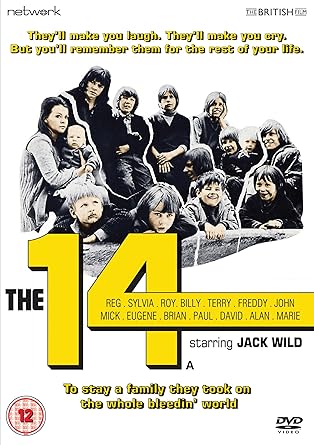 network
THE BRITISH FILM
They'll make you laugh. They'll make you cry.
But you'll remember them for the rest of your life.
THE 14
REG . SYLVIA . ROY . BILLY . TERRY . FREDDY . JOHN
MICK . EUGENE . BRIAN . PAUL . DAVID . ALAN . MARIE
starring JACK WILD
A
To stay a family they took on
the whole bleedin' world
12
DVD
VIDEO